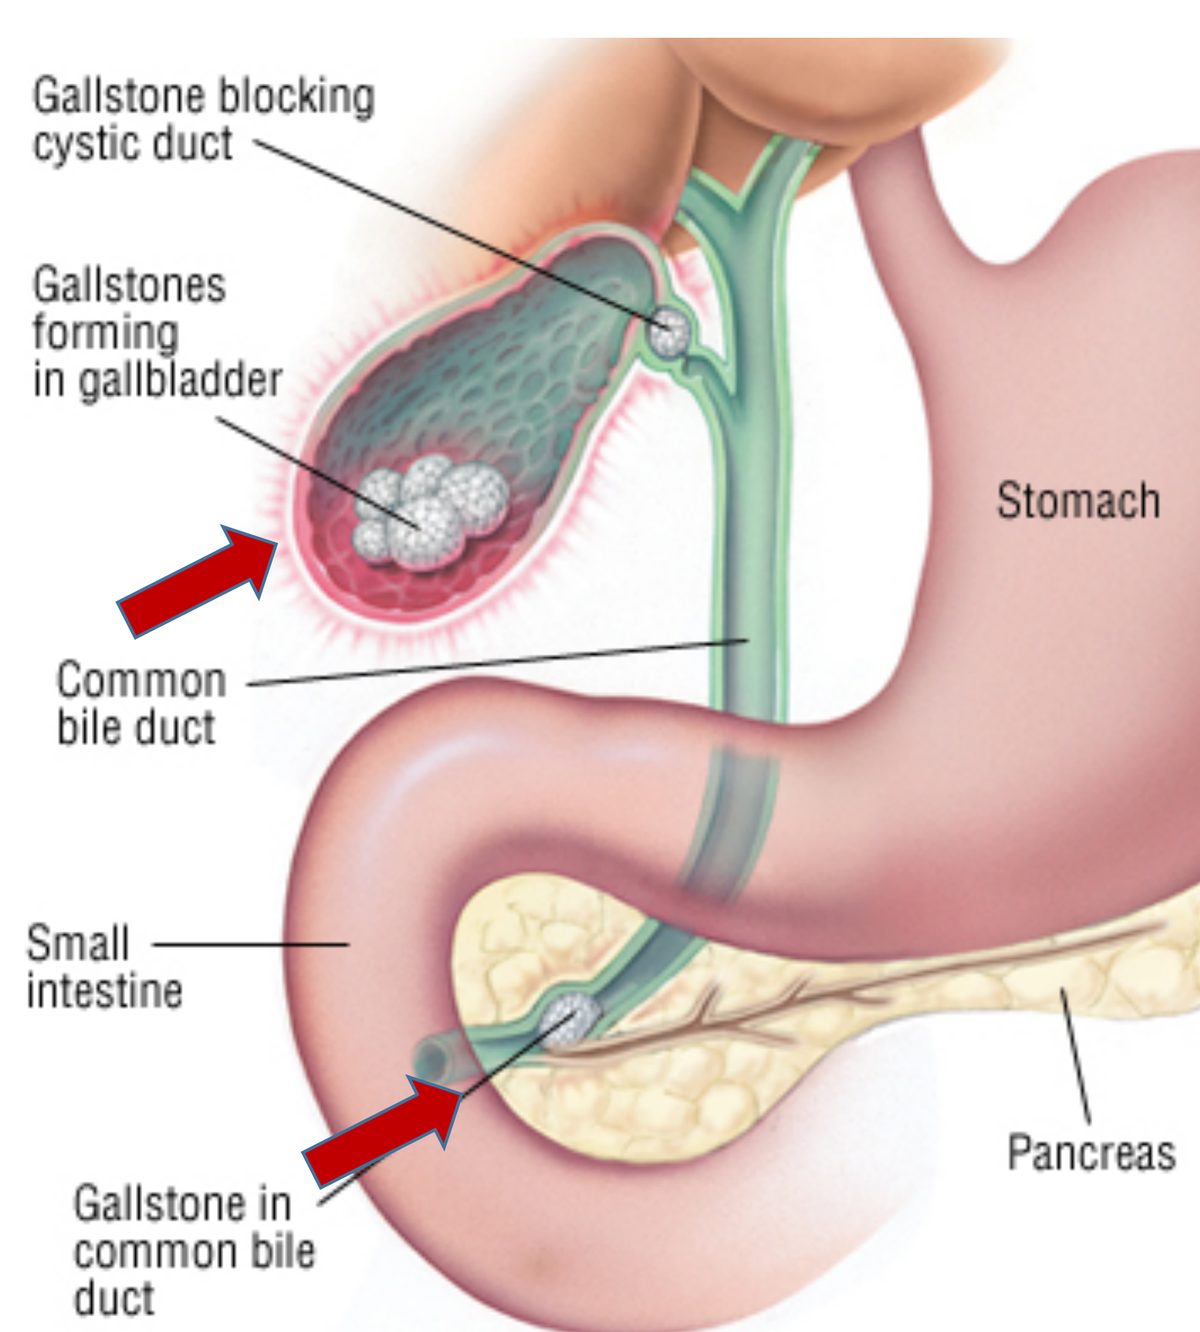 Gallstone blocking
cystic duct
Gallstones
forming
in gallbladder
Stomach
Common
bile duct
Small
intestine
Pancreas
Gallstone in
common bile
duct